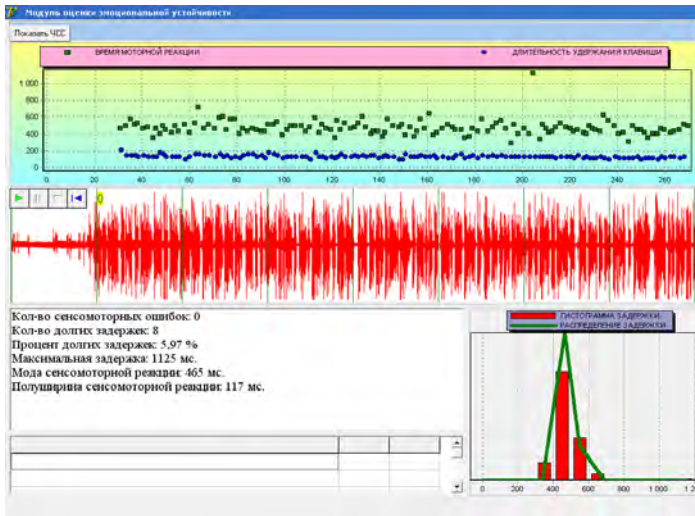 Модуль оценки эмоциональной устойчивости
Показать ЧСС
ВРЕМЯ МОТОРНОЙ РЕАКЦИИ
ДЛИТЕЛЬНОСТЬ УДЕРЖАНИЯ КЛАВИШИ
1 000
800
600
400
200
0
0 20 40 60 80 100 120 140 160 180 200 220 240 260
0
Кол-во сенсомоторных ошибок: 0
Кол-во долгих задержек: 8
Процент долгих задержек: 5,97 %
Максимальная задержка: 1125 мс.
Мода сенсомоторной реакции: 465 мс.
Полуширина сенсомоторной реакции: 117 мс.
ГИСТОГРАММА ЗАДЕРЖКИ
РАСПРЕДЕЛЕНИЕ ЗАДЕРЖКИ
0 200 400 600 800 1 000 1 2